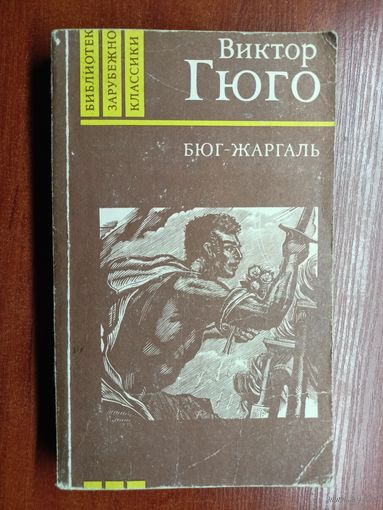 БИБЛИОТЕК
ЗАРУБЕЖНО
КЛАССИКИ
Виктор
Гюго
БЮГ-ЖАРГАЛЬ